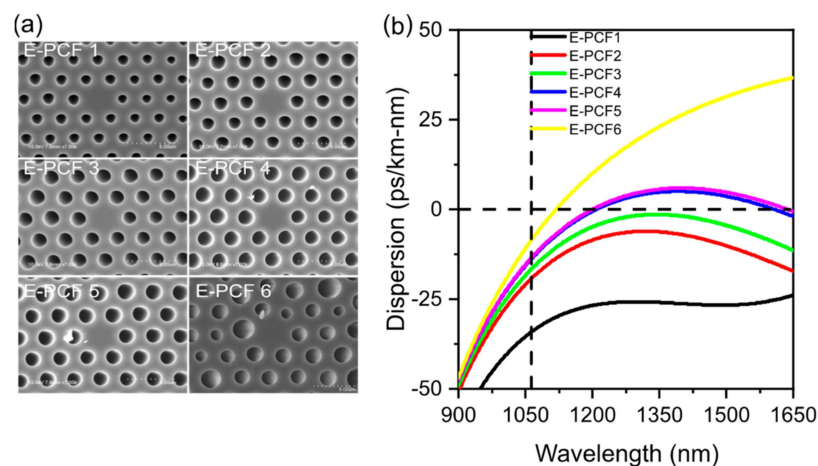 (a)
E-PCF 1
E-PCF 2
E-PCF 3
E-PCF 4
E-PCF 5
E-PCF 6
(b)
50
25
0
-25
-50
Dispersion (ps/km-nm)
E-PCF1
E-PCF2
E-PCF3
E-PCF4
E-PCF5
E-PCF6
900
1050
1200
1350
1500
1650
Wavelength (nm)